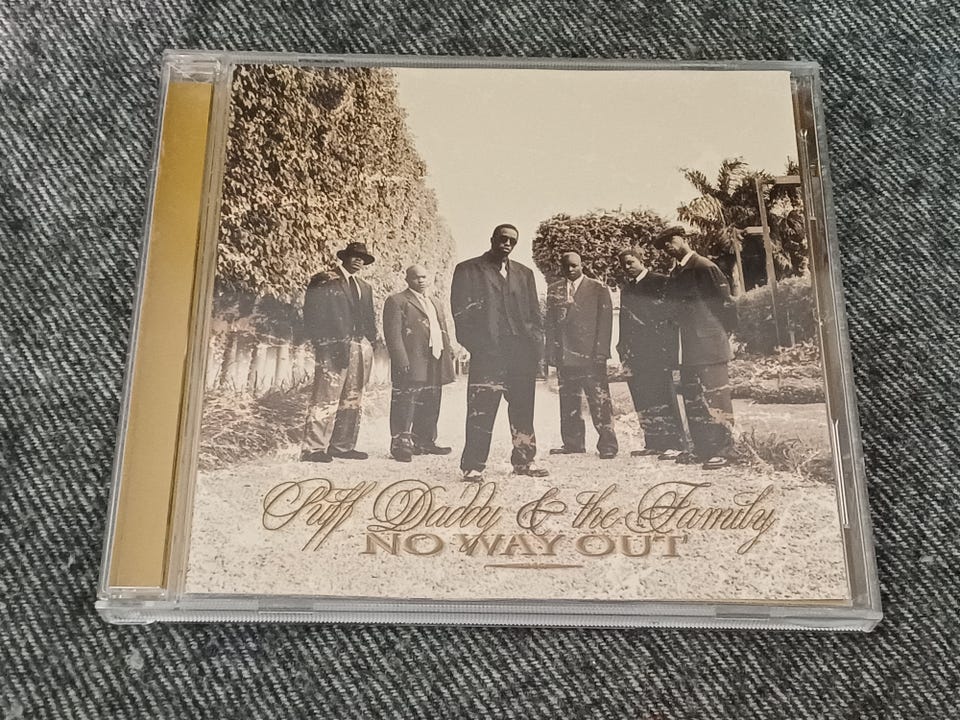 Puff Daddy & the Family
NO WAY OUT